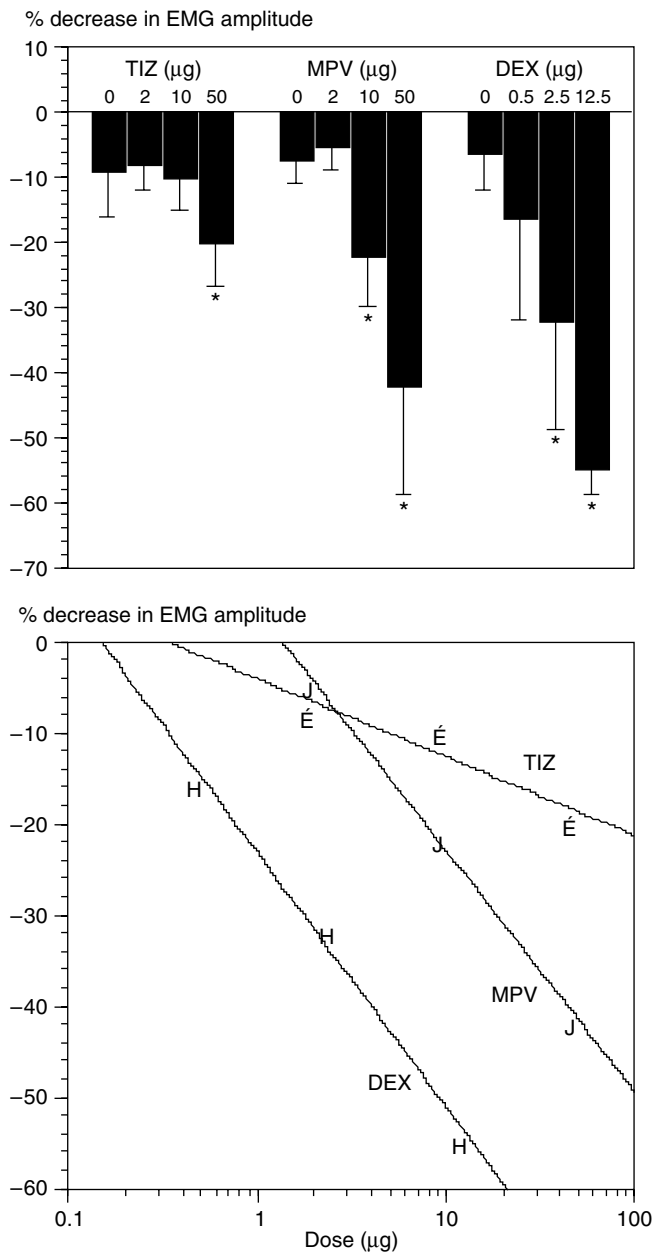 % decrease in EMG amplitude
10
TIZ (μg) MPV (μg) DEX (μg)
0 2 10 50 0 2 10 50 0 0.5 2.5 12.5
0
−10
−20
*
−30
*
−40
−50
*
−60
* *
−70
% decrease in EMG amplitude
0
J
É
−10
É
TIZ
H
−20
É
J
−30
H
MPV
−40
J
DEX
−50
H
−60
0.1 1 10 100
Dose (μg)